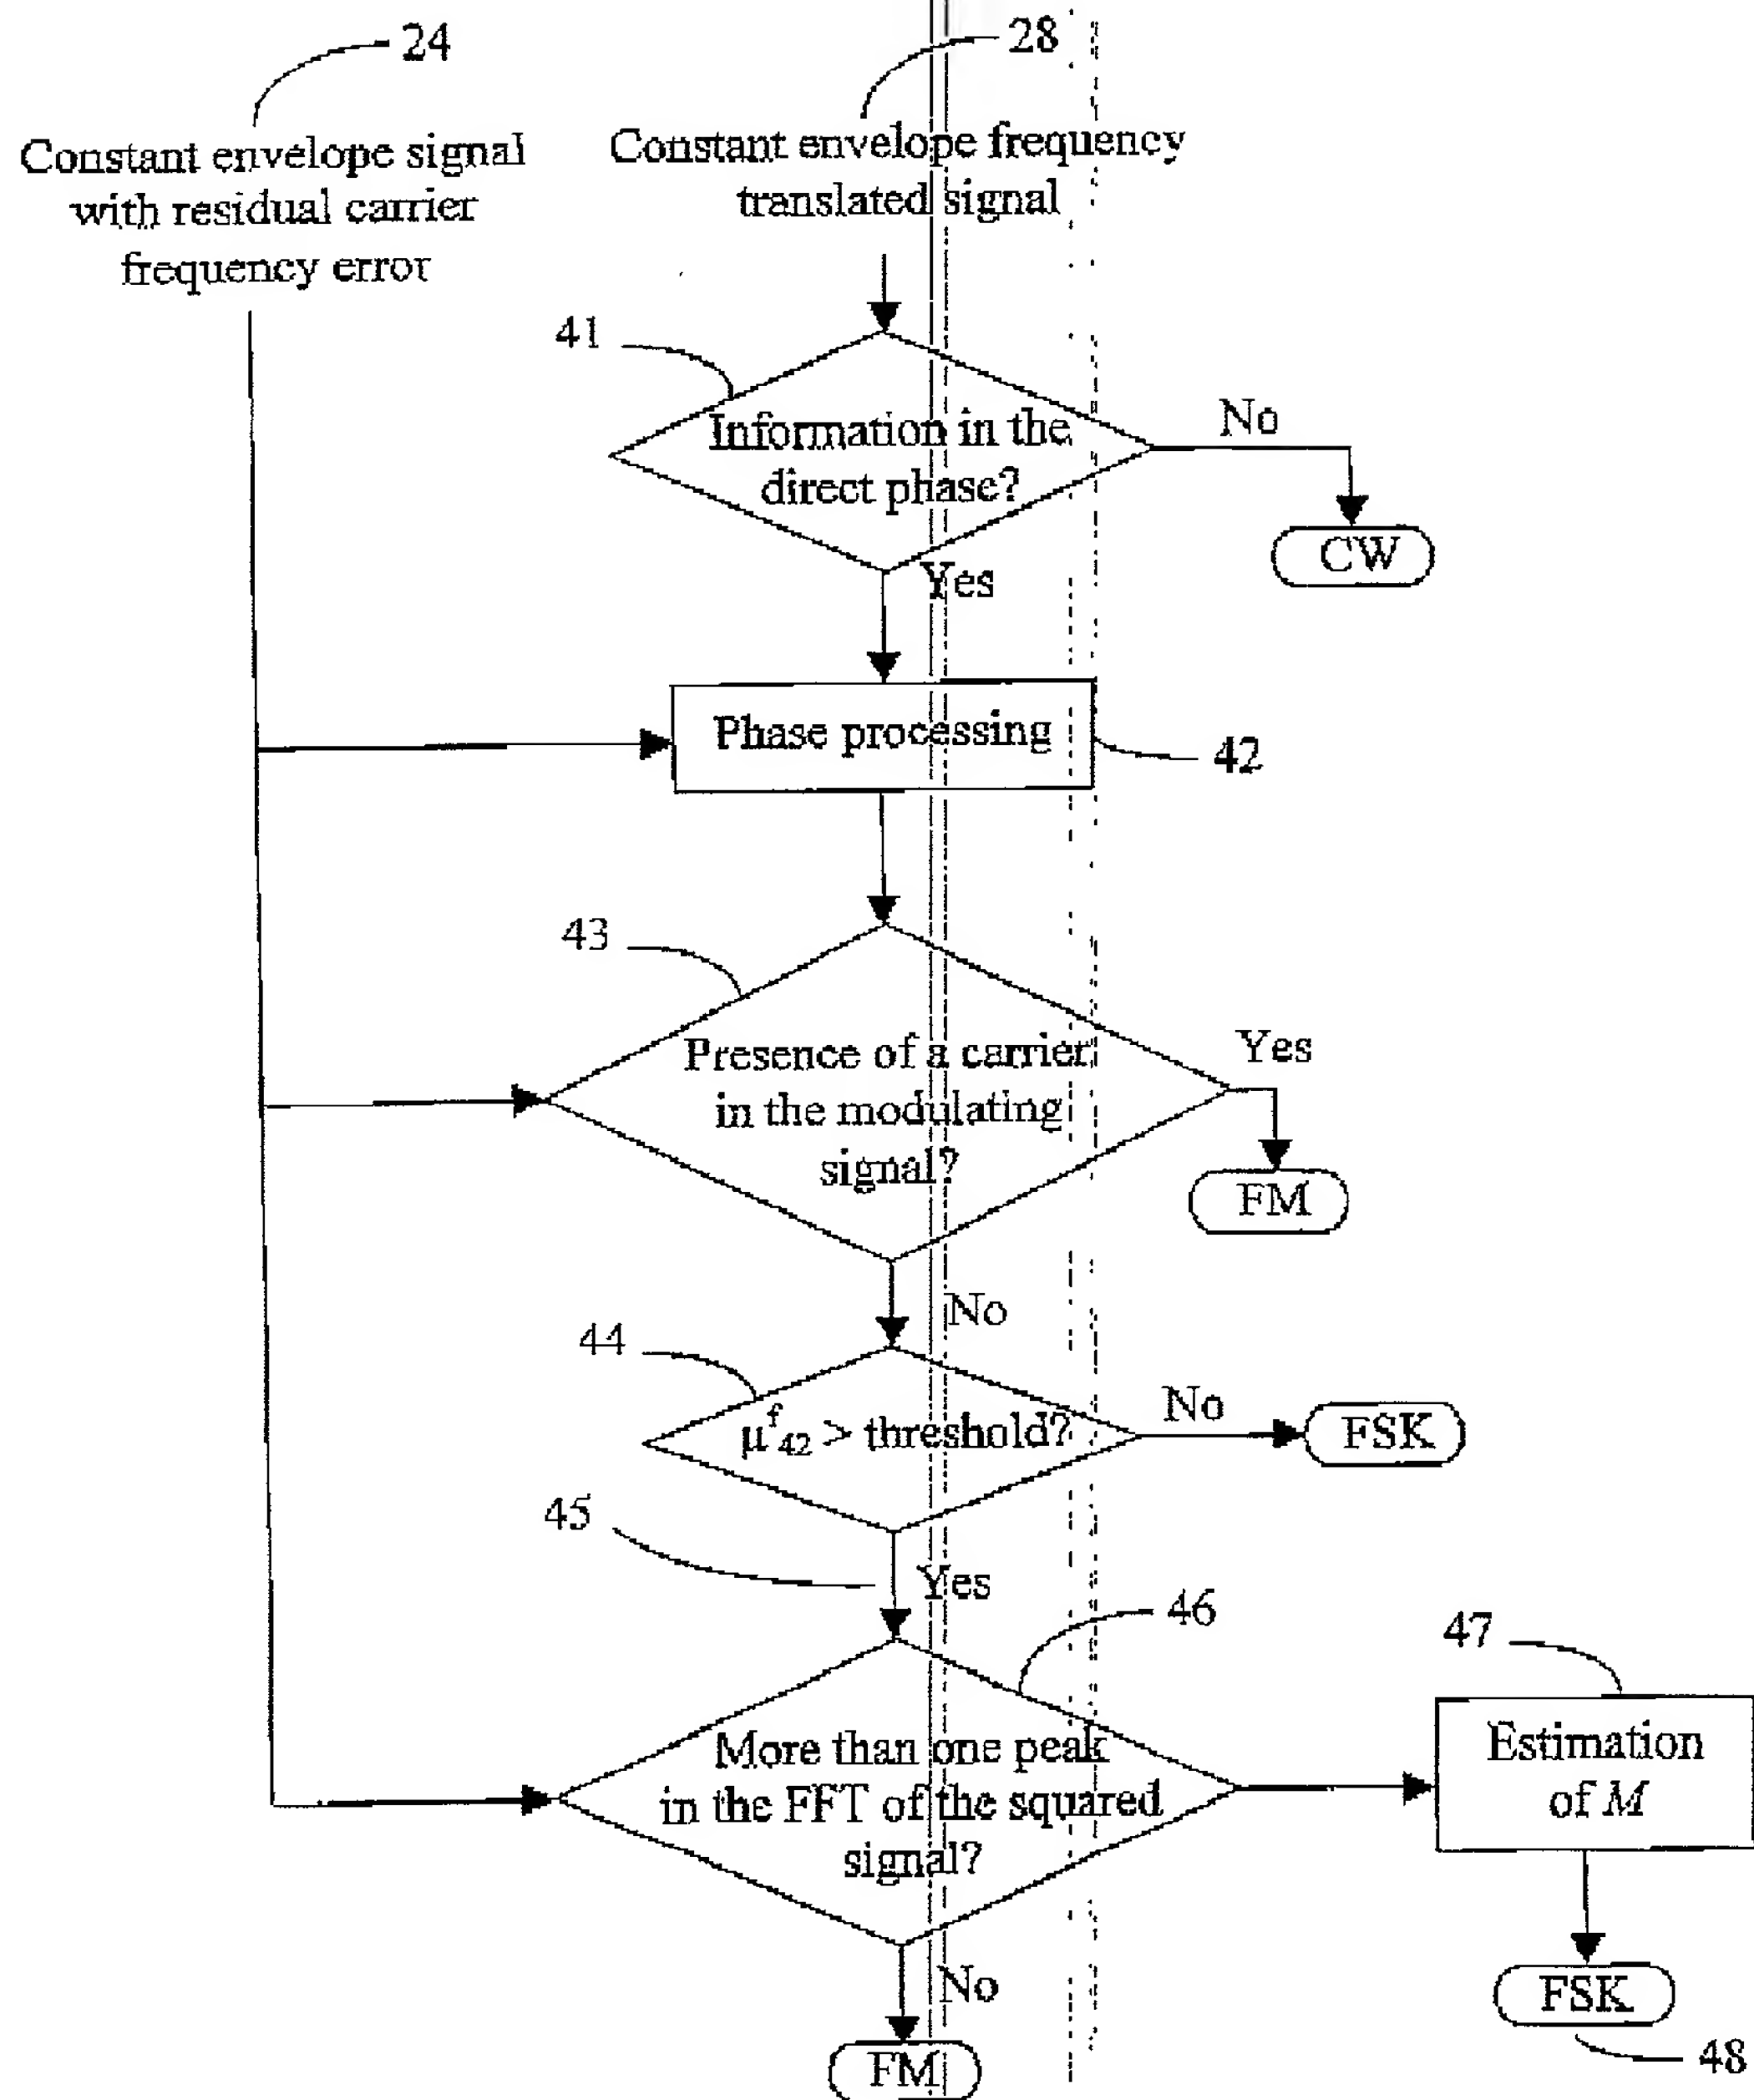 24
28
Constant envelope signal
with residual carrier
frequency error
Constant envelope frequency
translated signal
41
Information in the
direct phase?
No
CW
Yes
Phase processing
42
43
Presence of a carrier
in the modulating
signal?
Yes
FM
No
44
μᶠ₄₂ > threshold?
No
FSK
45
Yes
46
47
More than one peak
in the FFT of the squared
signal?
Estimation
of M
No
FM
FSK
48